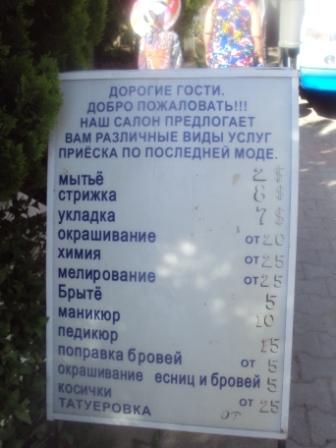 ДОРОГИЕ ГОСТИ.
ДОБРО ПОЖАЛОВАТЬ!!!
НАШ САЛОН ПРЕДЛОГАЕТ
ВАМ РАЗЛИЧНЫЕ ВИДЫ УСЛУГ
ПРИЁСКА ПО ПОСЛЕДНЕЙ МОДЕ.
мытьё 2 $
стрижка 8 $
укладка 7 $
окрашивание от 20
химия от 25
мелирование от 25
Брытё 5
маникюр 10
педикюр 15
поправка бровей от 5
окрашивание есниц и бровей 5
косички от 25
ТАТУЕРОВКА от